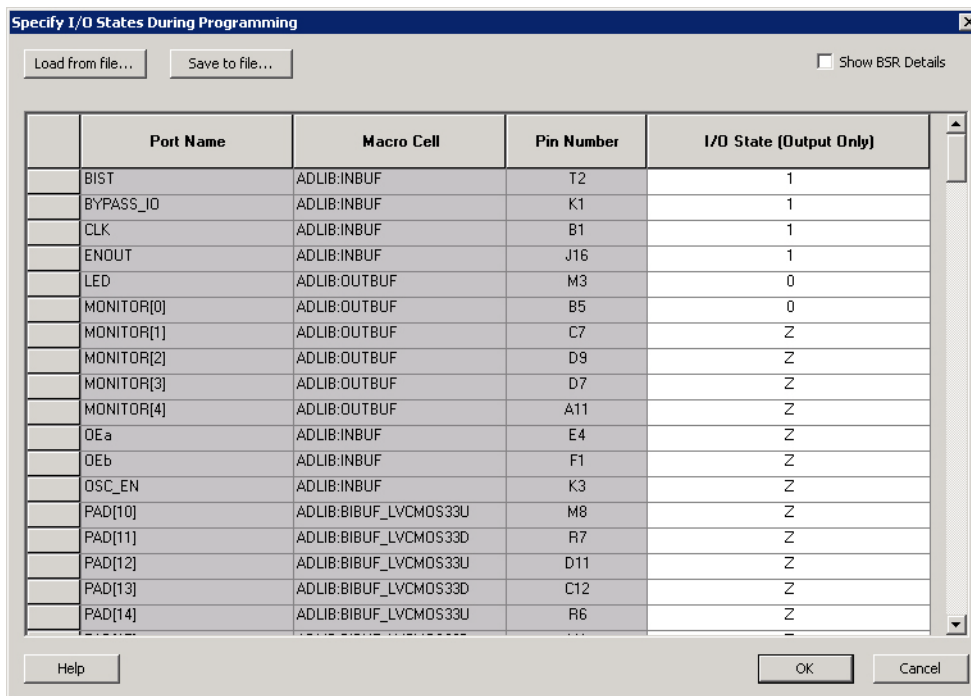 Specify I/O States During Programming
Load from file... Save to file... Show BSR Details
Port Name Macro Cell Pin Number I/O State (Output Only)
BIST ADLIB:INBUF T2 1
BYPASS_IO ADLIB:INBUF K1 1
CLK ADLIB:INBUF B1 1
ENOUT ADLIB:INBUF J16 1
LED ADLIB:OUTBUF M3 0
MONITOR[0] ADLIB:OUTBUF B5 0
MONITOR[1] ADLIB:OUTBUF C7 Z
MONITOR[2] ADLIB:OUTBUF D9 Z
MONITOR[3] ADLIB:OUTBUF D7 Z
MONITOR[4] ADLIB:OUTBUF A11 Z
OEa ADLIB:INBUF E4 Z
OEb ADLIB:INBUF F1 Z
OSC_EN ADLIB:INBUF K3 Z
PAD[10] ADLIB:BIBUF_LVCMOS33U M8 Z
PAD[11] ADLIB:BIBUF_LVCMOS33D R7 Z
PAD[12] ADLIB:BIBUF_LVCMOS33U D11 Z
PAD[13] ADLIB:BIBUF_LVCMOS33D C12 Z
PAD[14] ADLIB:BIBUF_LVCMOS33U R6 Z
Help OK Cancel